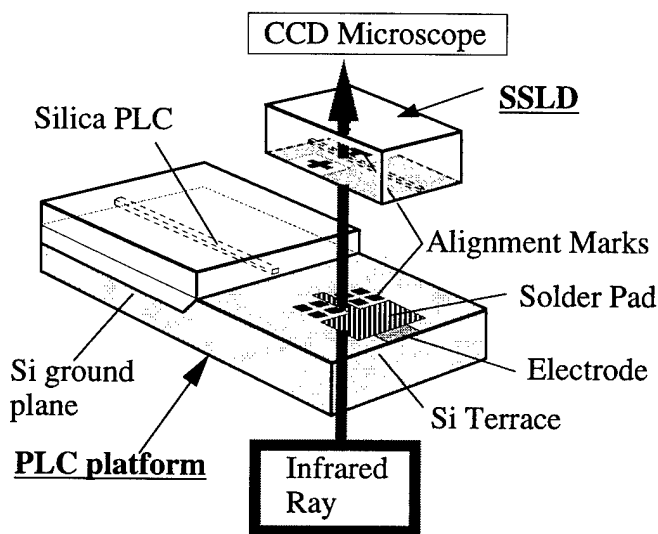 CCD Microscope
SSLD
Silica PLC
Alignment Marks
Solder Pad
Electrode
Si ground
plane
Si Terrace
PLC platform
Infrared
Ray